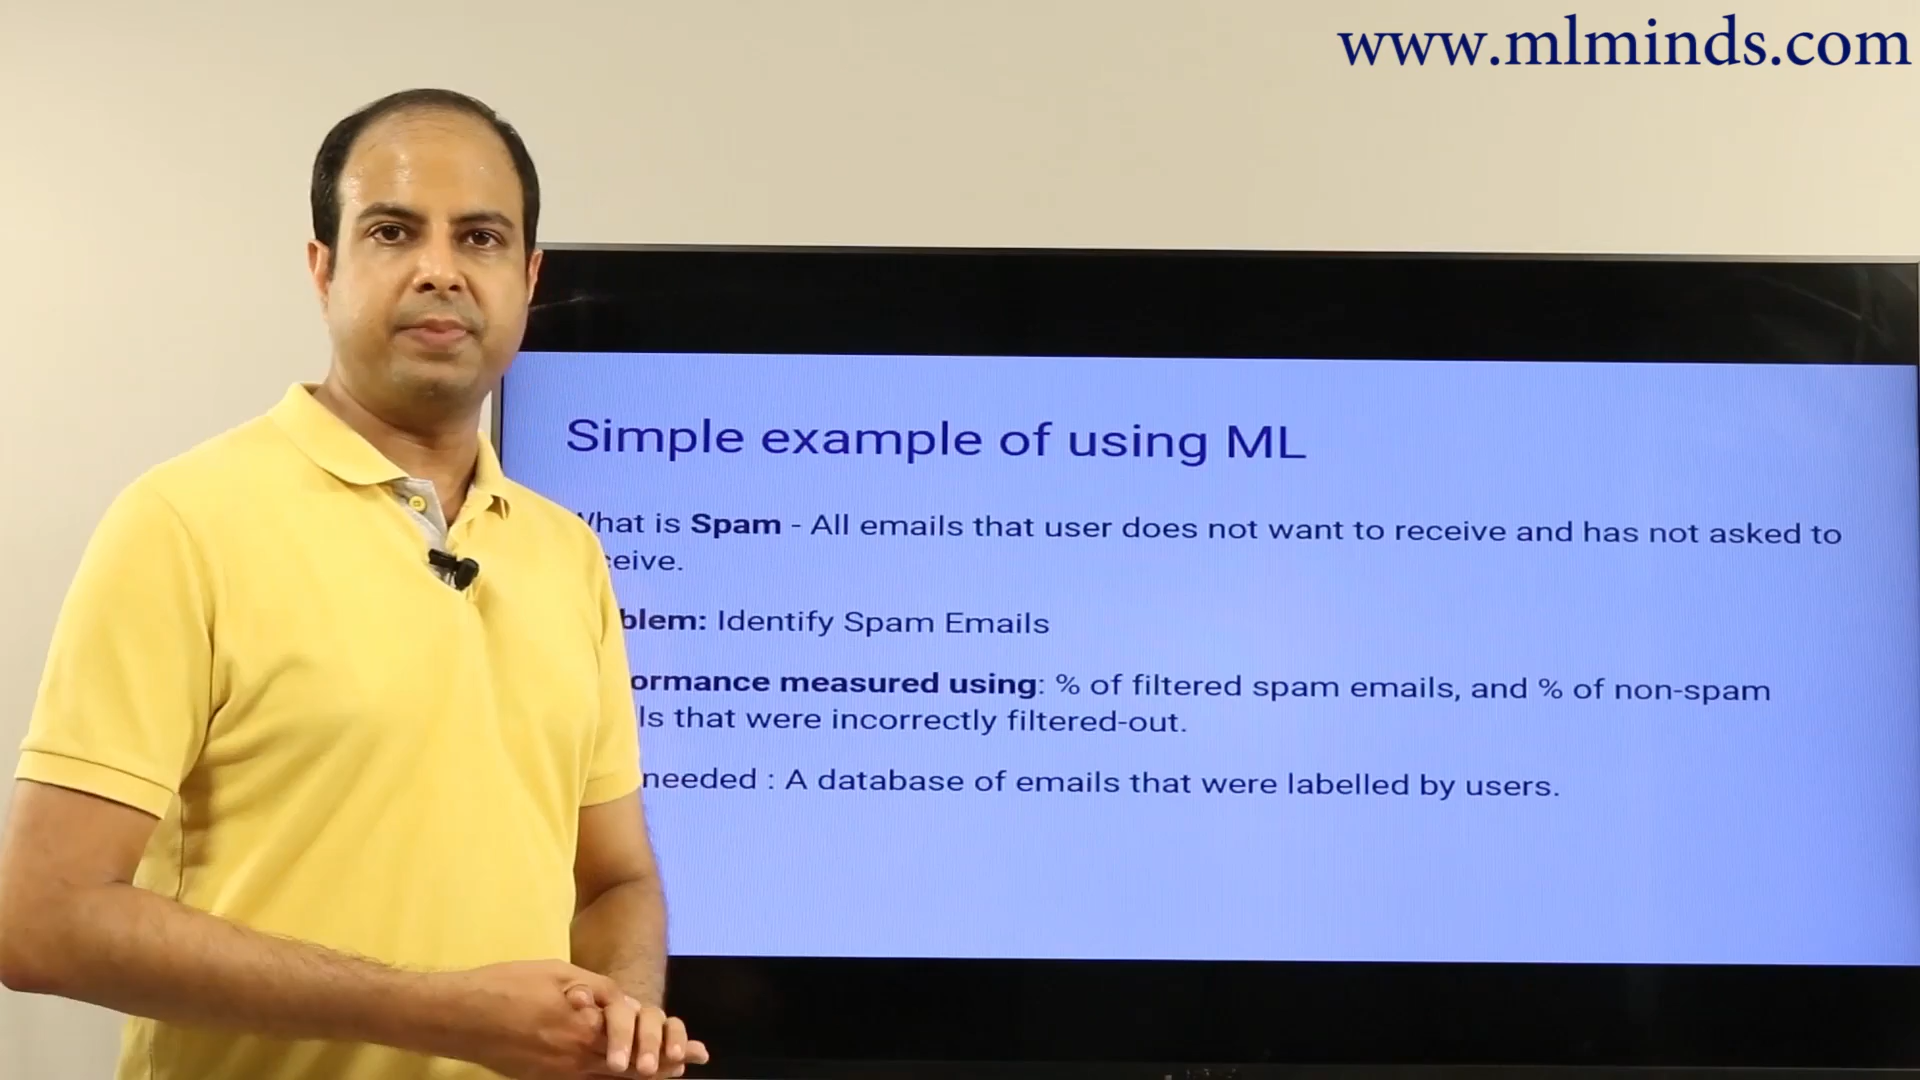 www.mlminds.com
Simple example of using ML
What is Spam - All emails that user does not want to receive and has not asked to
ceive.
blem: Identify Spam Emails
ormance measured using: % of filtered spam emails, and % of non-spam
ls that were incorrectly filtered-out.
needed : A database of emails that were labelled by users.